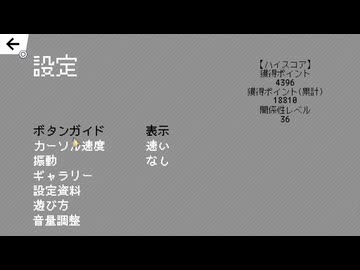 設定
【ハイスコア】
獲得ポイント
4396
獲得ポイント(累計)
18810
関係性レベル
36
ボタンガイド 表示
カーソル速度 速い
振動 なし
ギャラリー
設定資料
遊び方
音量調整